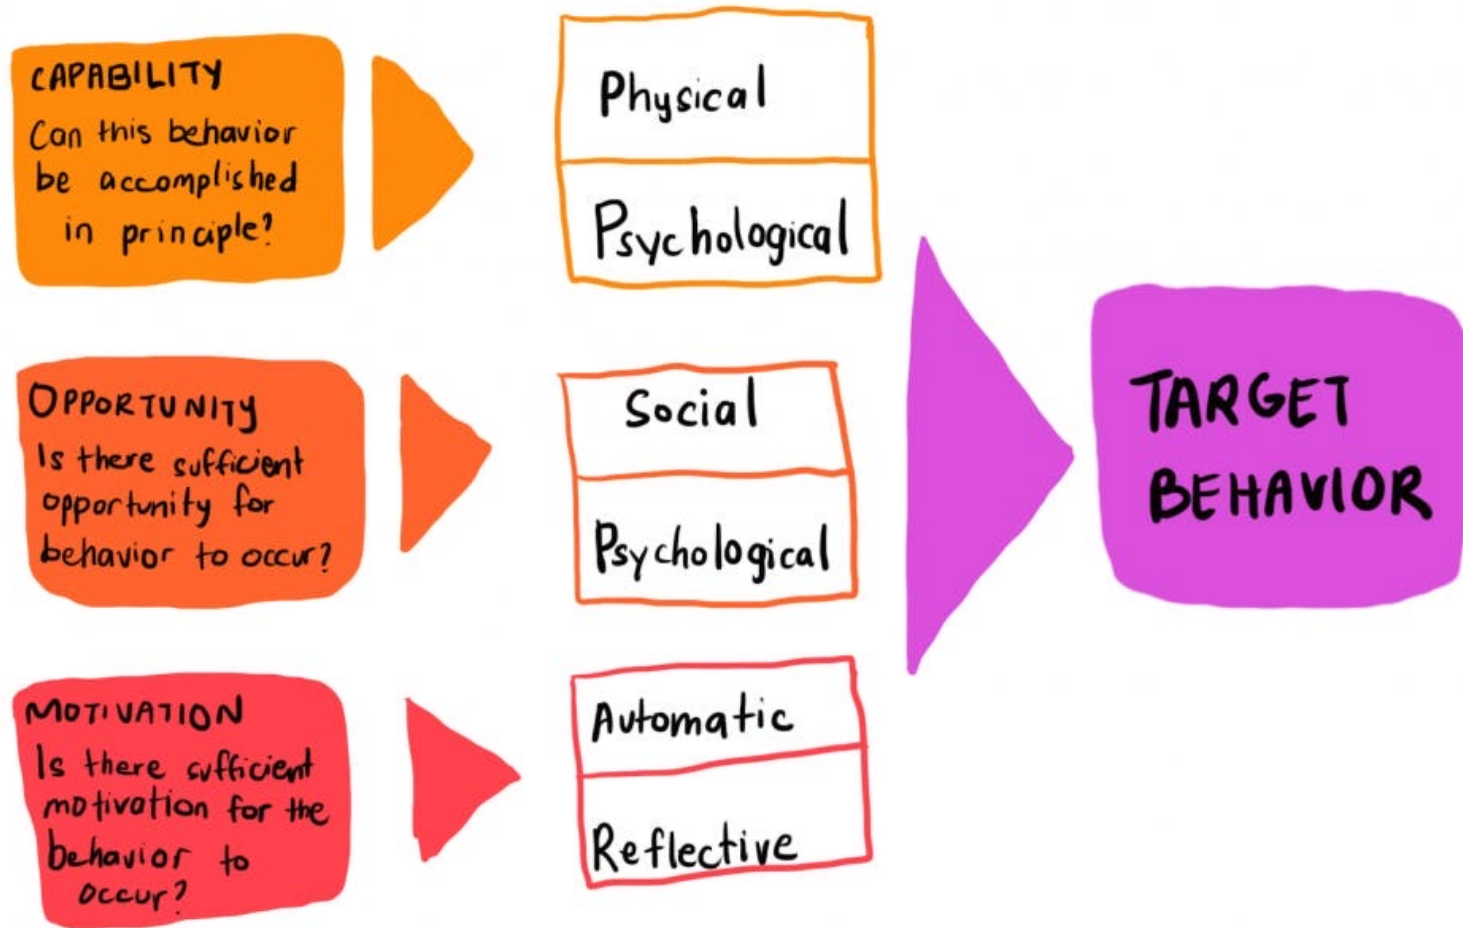 CAPABILITY
Can this behavior
be accomplished
in principle?
Physical
Psychological
OPPORTUNITY
Is there sufficient
opportunity for
behavior to occur?
Social
Psychological
MOTIVATION
Is there sufficient
motivation for the
behavior to
occur?
Automatic
Reflective
TARGET
BEHAVIOR